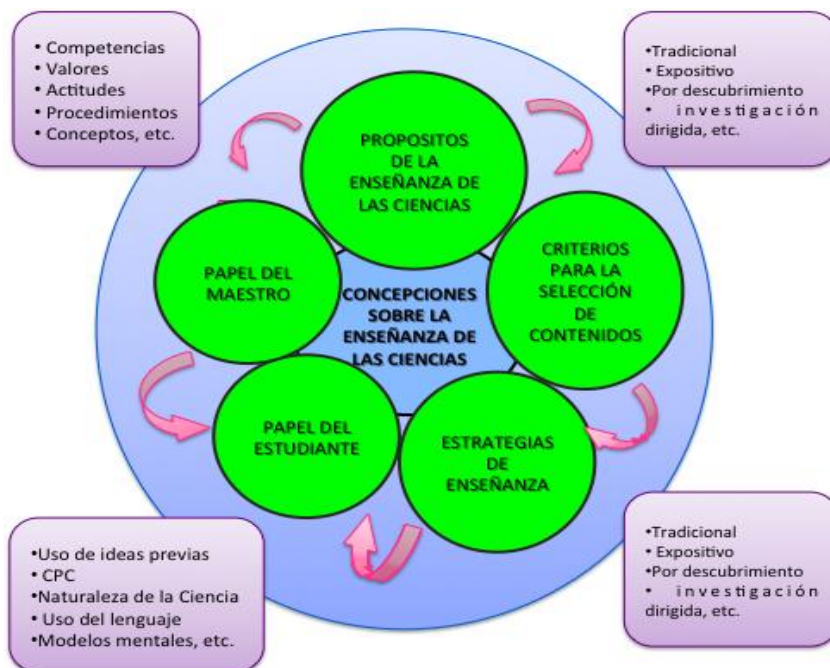 • Competencias
• Valores
• Actitudes
• Procedimientos
• Conceptos, etc.
•Tradicional
• Expositivo
•Por descubrimiento
• investigación
dirigida, etc.
PROPOSITOS
DE LA
ENSEÑANZA DE
LAS CIENCIAS
PAPEL DEL
MAESTRO
CRITERIOS
PARA LA
SELECCIÓN
DE
CONTENIDOS
CONCEPCIONES
SOBRE LA
ENSEÑANZA DE
LAS CIENCIAS
PAPEL DEL
ESTUDIANTE
ESTRATEGIAS
DE
ENSEÑANZA
•Uso de ideas previas
• CPC
•Naturaleza de la Ciencia
• Uso del lenguaje
•Modelos mentales, etc.
•Tradicional
• Expositivo
•Por descubrimiento
• investigación
dirigida, etc.